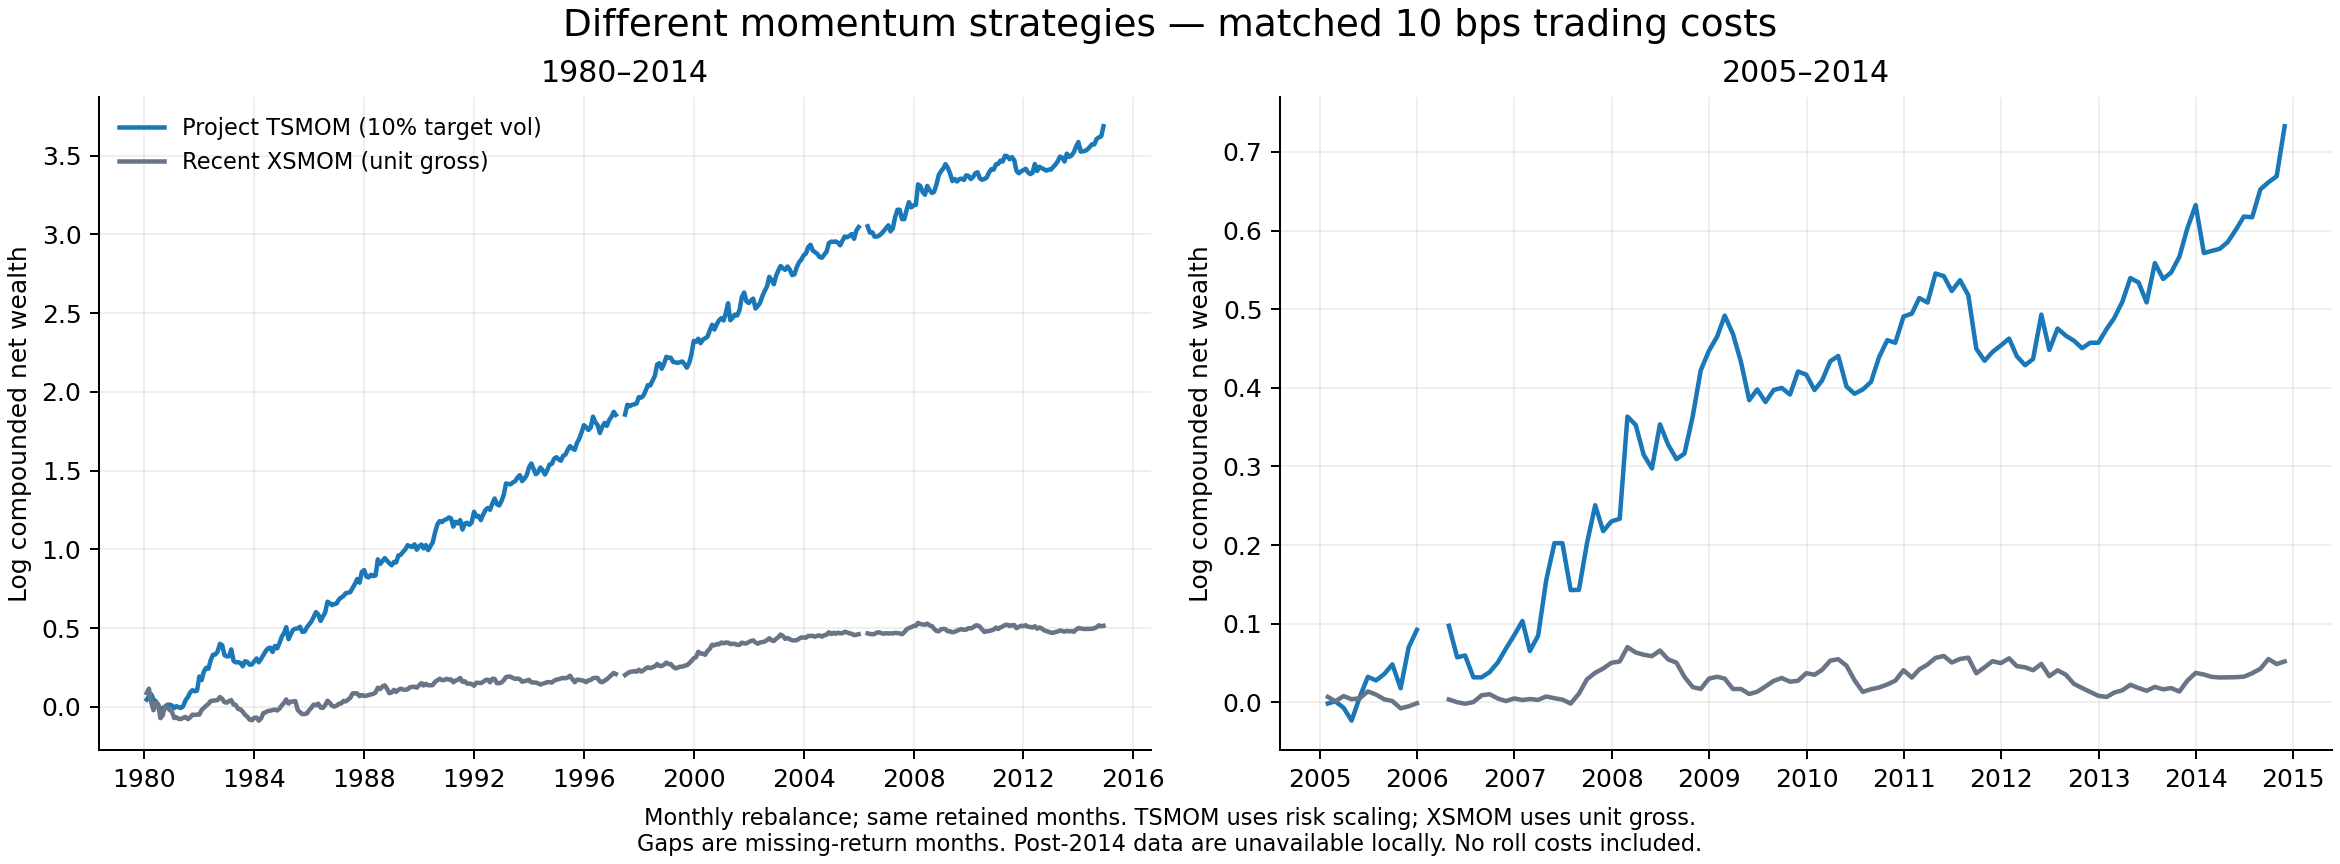 Different momentum strategies — matched 10 bps trading costs
1980–2014
Project TSMOM (10% target vol)
Recent XSMOM (unit gross)
Log compounded net wealth
3.5
3.0
2.5
2.0
1.5
1.0
0.5
0.0
1980 1984 1988 1992 1996 2000 2004 2008 2012 2016
2005–2014
Log compounded net wealth
0.7
0.6
0.5
0.4
0.3
0.2
0.1
0.0
2005 2006 2007 2008 2009 2010 2011 2012 2013 2014 2015
Monthly rebalance; same retained months. TSMOM uses risk scaling; XSMOM uses unit gross.
Gaps are missing-return months. Post-2014 data are unavailable locally. No roll costs included.